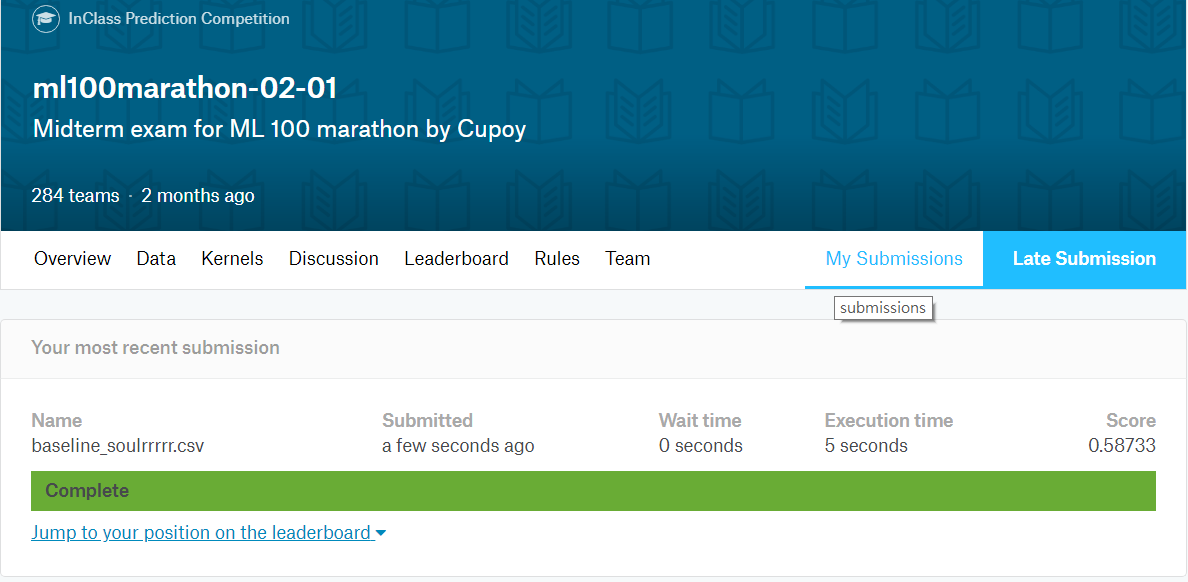 InClass Prediction Competition
ml100marathon-02-01
Midterm exam for ML 100 marathon by Cupoy
284 teams · 2 months ago
Overview Data Kernels Discussion Leaderboard Rules Team My Submissions Late Submission
submissions
Your most recent submission
Name Submitted Wait time Execution time Score
baseline_soulrrrrr.csv a few seconds ago 0 seconds 5 seconds 0.58733
Complete
Jump to your position on the leaderboard